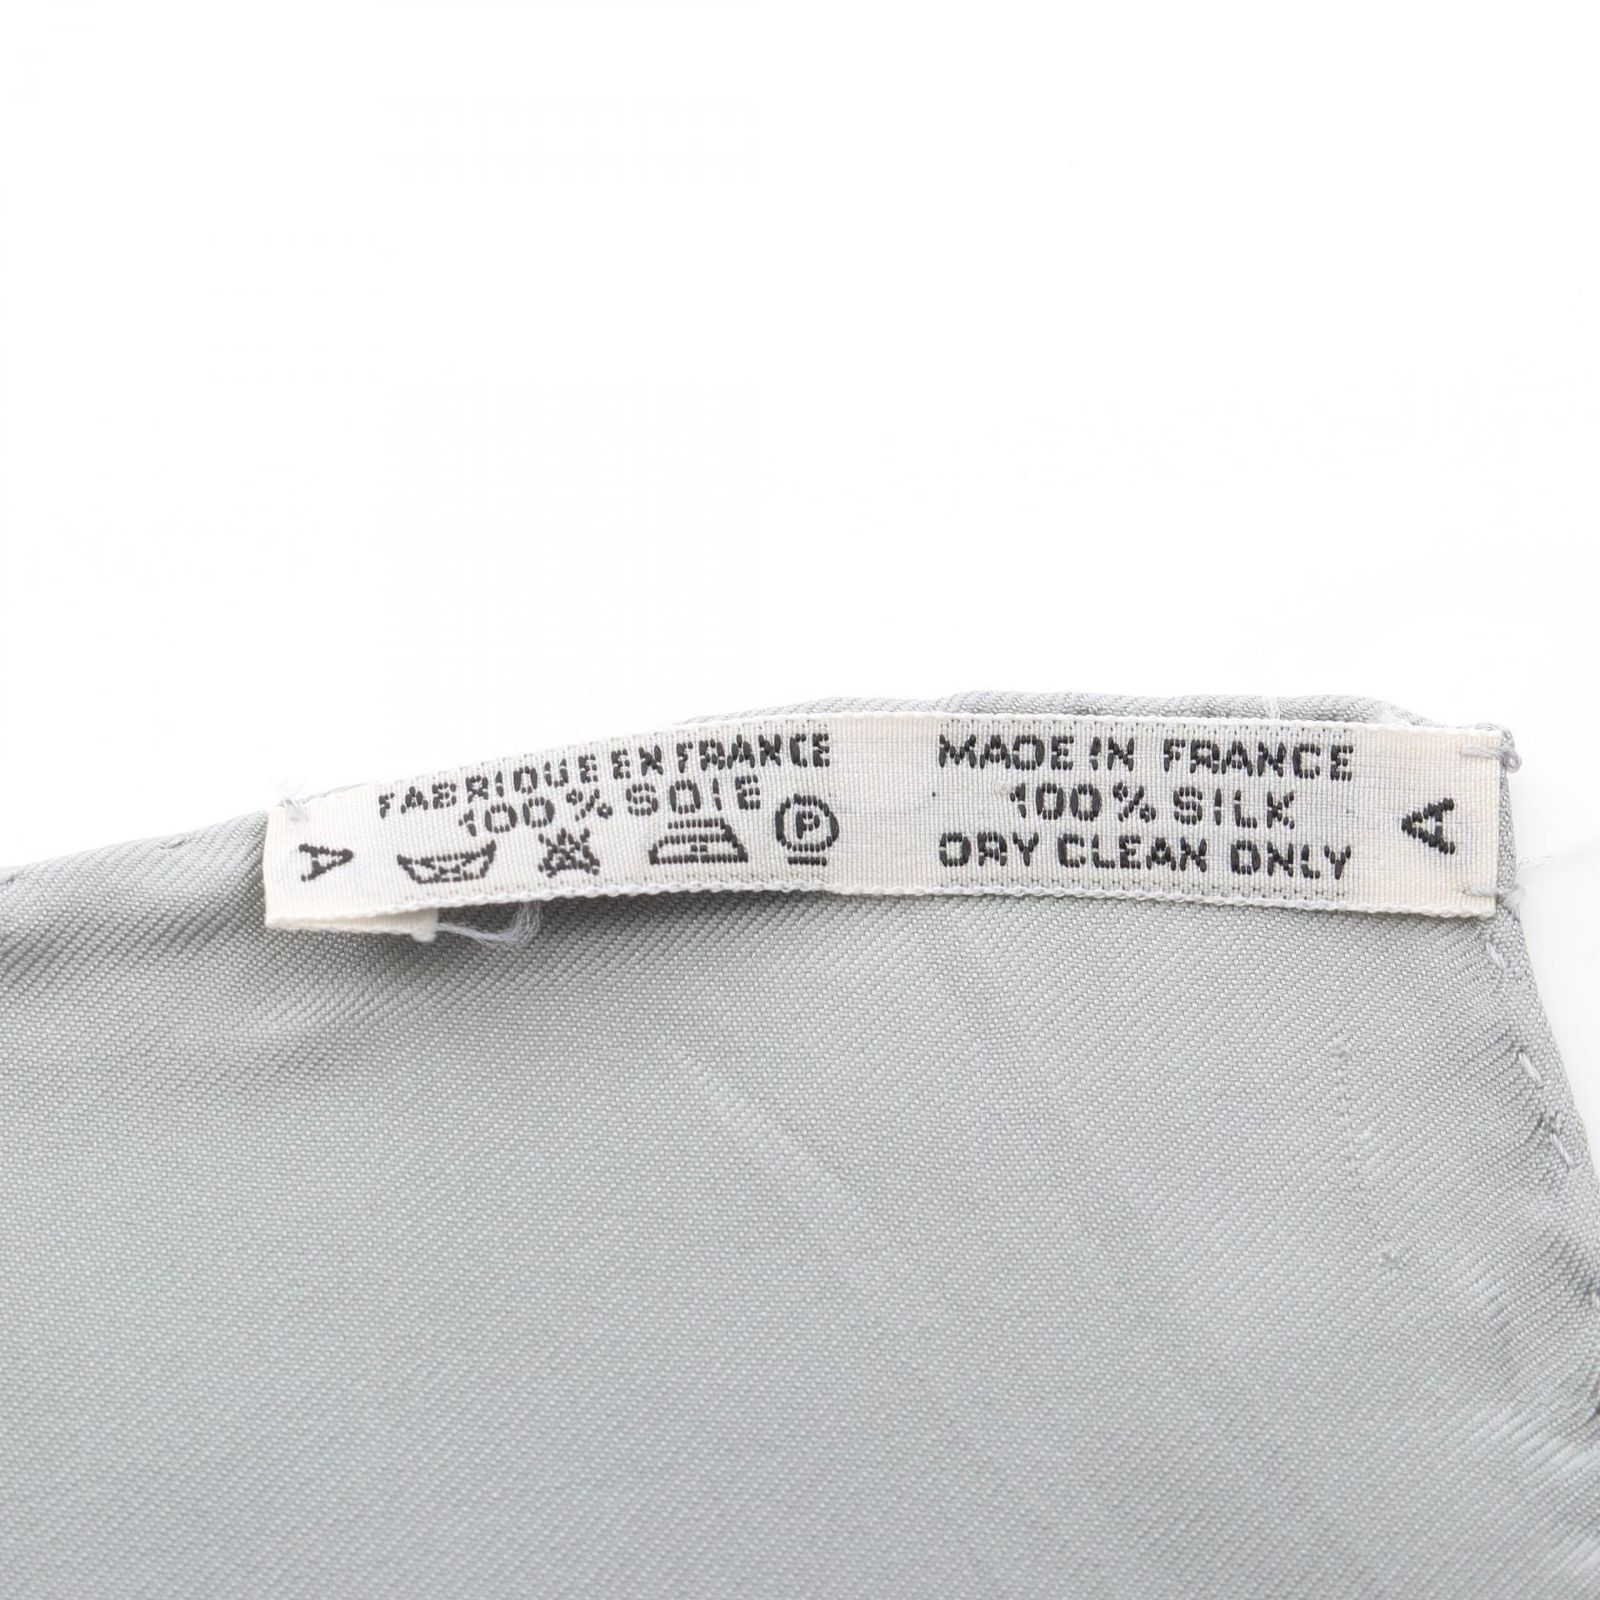 FABRIQUE EN FRANCE
100% SOIE
A
P
MADE IN FRANCE
100% SILK
DRY CLEAN ONLY
A